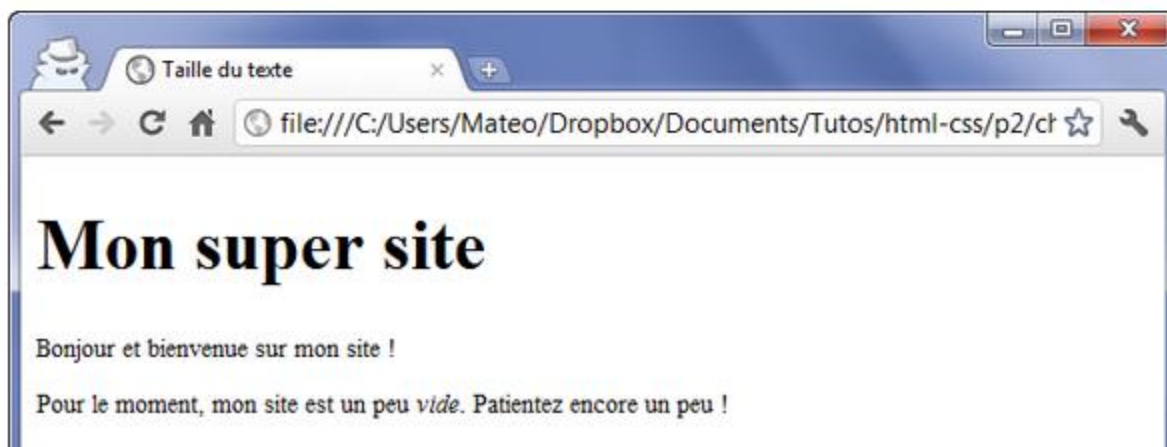 Taille du texte
file:///C:/Users/Mateo/Dropbox/Documents/Tutos/html-css/p2/ch
Mon super site
Bonjour et bienvenue sur mon site !
Pour le moment, mon site est un peu vide. Patientez encore un peu !